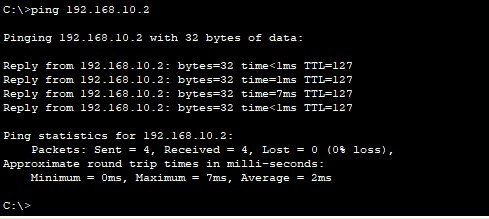 C:\>ping 192.168.10.2
Pinging 192.168.10.2 with 32 bytes of data:
Reply from 192.168.10.2: bytes=32 time<1ms TTL=127
Reply from 192.168.10.2: bytes=32 time=1ms TTL=127
Reply from 192.168.10.2: bytes=32 time=7ms TTL=127
Reply from 192.168.10.2: bytes=32 time<1ms TTL=127
Ping statistics for 192.168.10.2:
Packets: Sent = 4, Received = 4, Lost = 0 (0% loss),
Approximate round trip times in milli-seconds:
Minimum = 0ms, Maximum = 7ms, Average = 2ms
C:\>